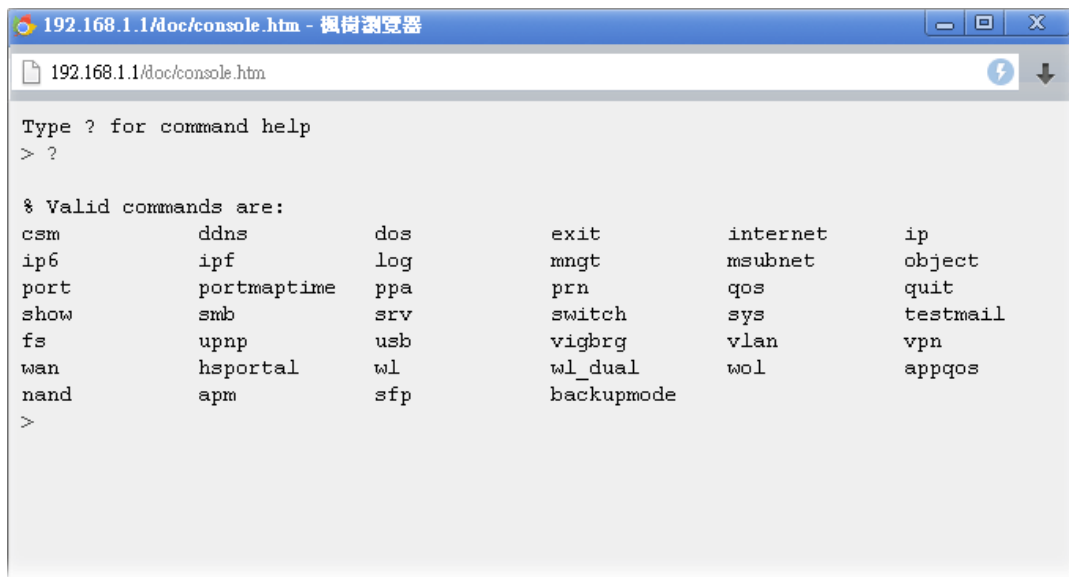 192.168.1.1/doc/console.htm - 楓樹瀏覽器
192.168.1.1/doc/console.htm
Type ? for command help
> ?
% Valid commands are:
csm ddns dos exit internet ip
ip6 ipf log mngt msubnet object
port portmaptime ppa prn qos quit
show smb srv switch sys testmail
fs upnp usb vigbrg vlan vpn
wan hsportal wl wl_dual wol appqos
nand apm sfp backupmode
>